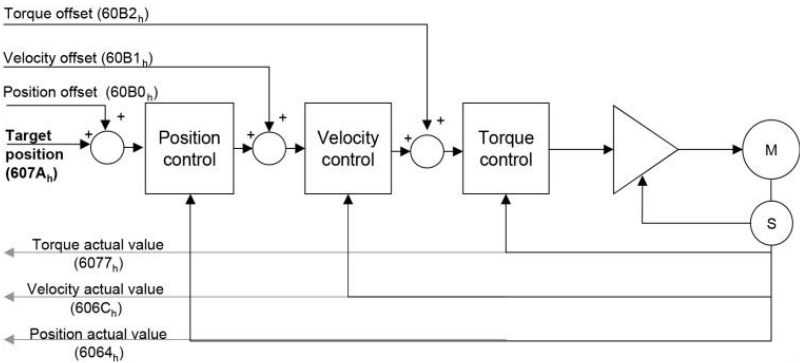 Torque offset (60B2h)
Velocity offset (60B1h)
Position offset (60B0h)
+
+
+
Target
position
(607Ah)
+
Position
control
+
Velocity
control
+
Torque
control
M
S
Torque actual value
(6077h)
Velocity actual value
(606Ch)
Position actual value
(6064h)